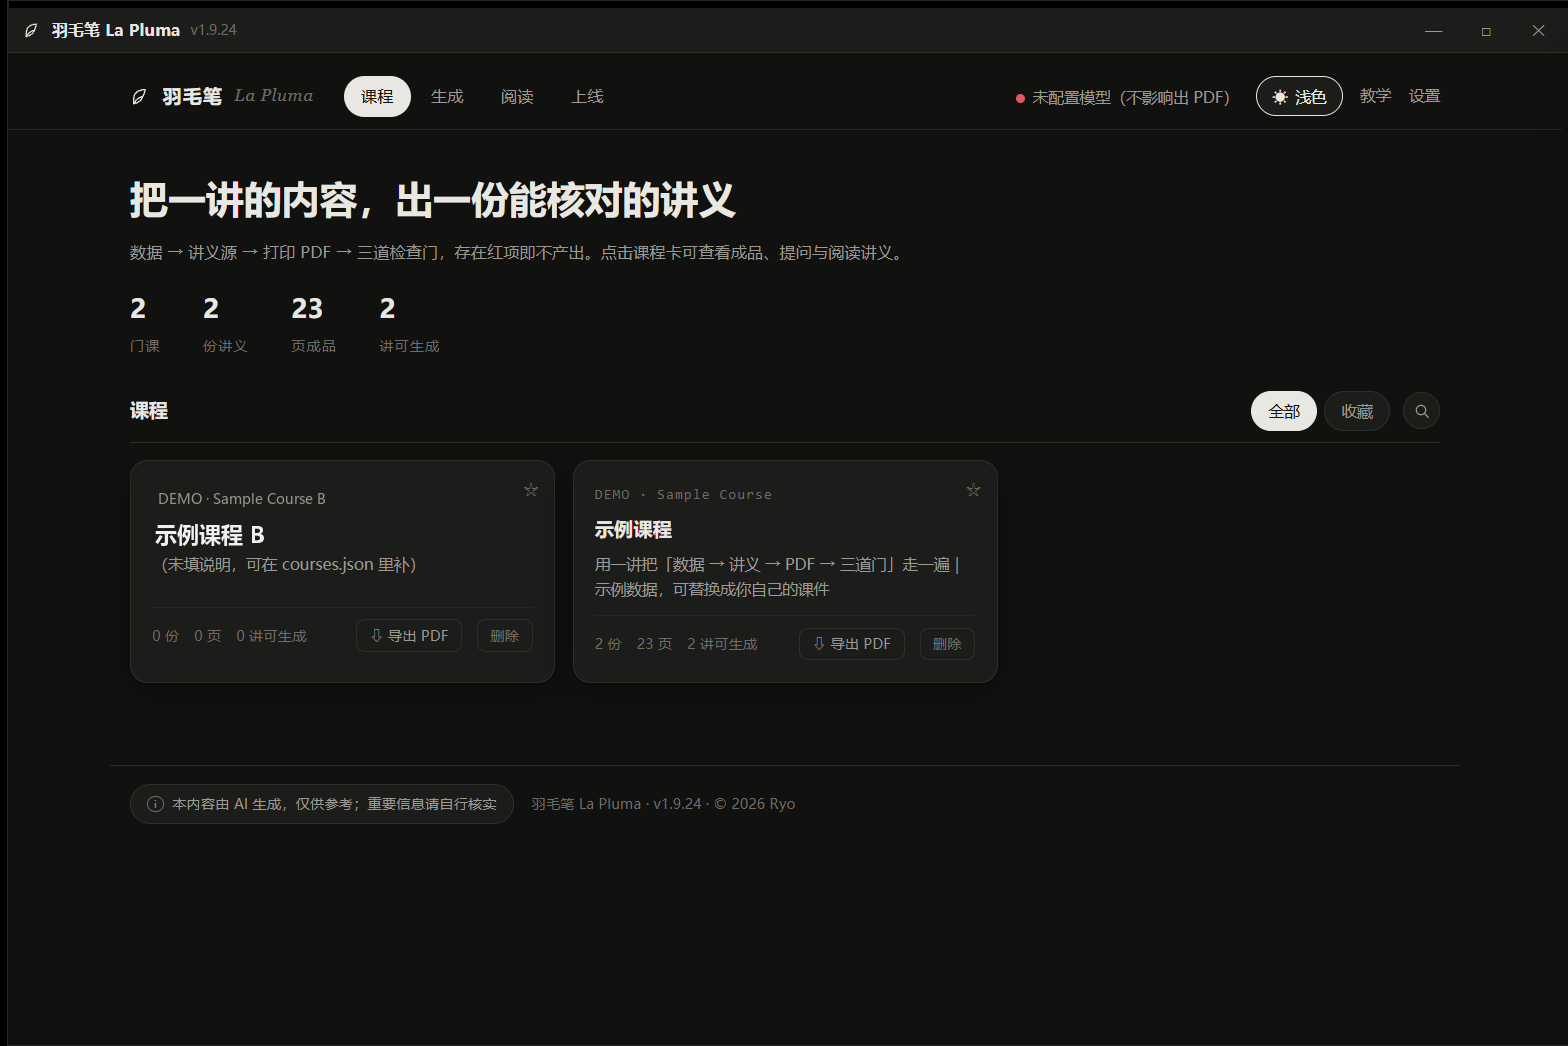 羽毛笔 La Pluma v1.9.24
羽毛笔 La Pluma 课程 生成 阅读 上线 未配置模型（不影响出 PDF） 浅色 教学 设置
把一讲的内容，出一份能核对的讲义
数据 → 讲义源 → 打印 PDF → 三道检查门，存在红项即不产出。点击课程卡可查看成品、提问与阅读讲义。
2 2 23 2
门课 份讲义 页成品 讲可生成
课程 全部 收藏
DEMO · Sample Course B
示例课程 B
（未填说明，可在 courses.json 里补）
0 份 0 页 0 讲可生成 导出 PDF 删除
DEMO · Sample Course
示例课程
用一讲把「数据 → 讲义 → PDF → 三道门」走一遍 |
示例数据，可替换成你自己的课件
2 份 23 页 2 讲可生成 导出 PDF 删除
本内容由 AI 生成，仅供参考；重要信息请自行核实 羽毛笔 La Pluma · v1.9.24 · © 2026 Ryo